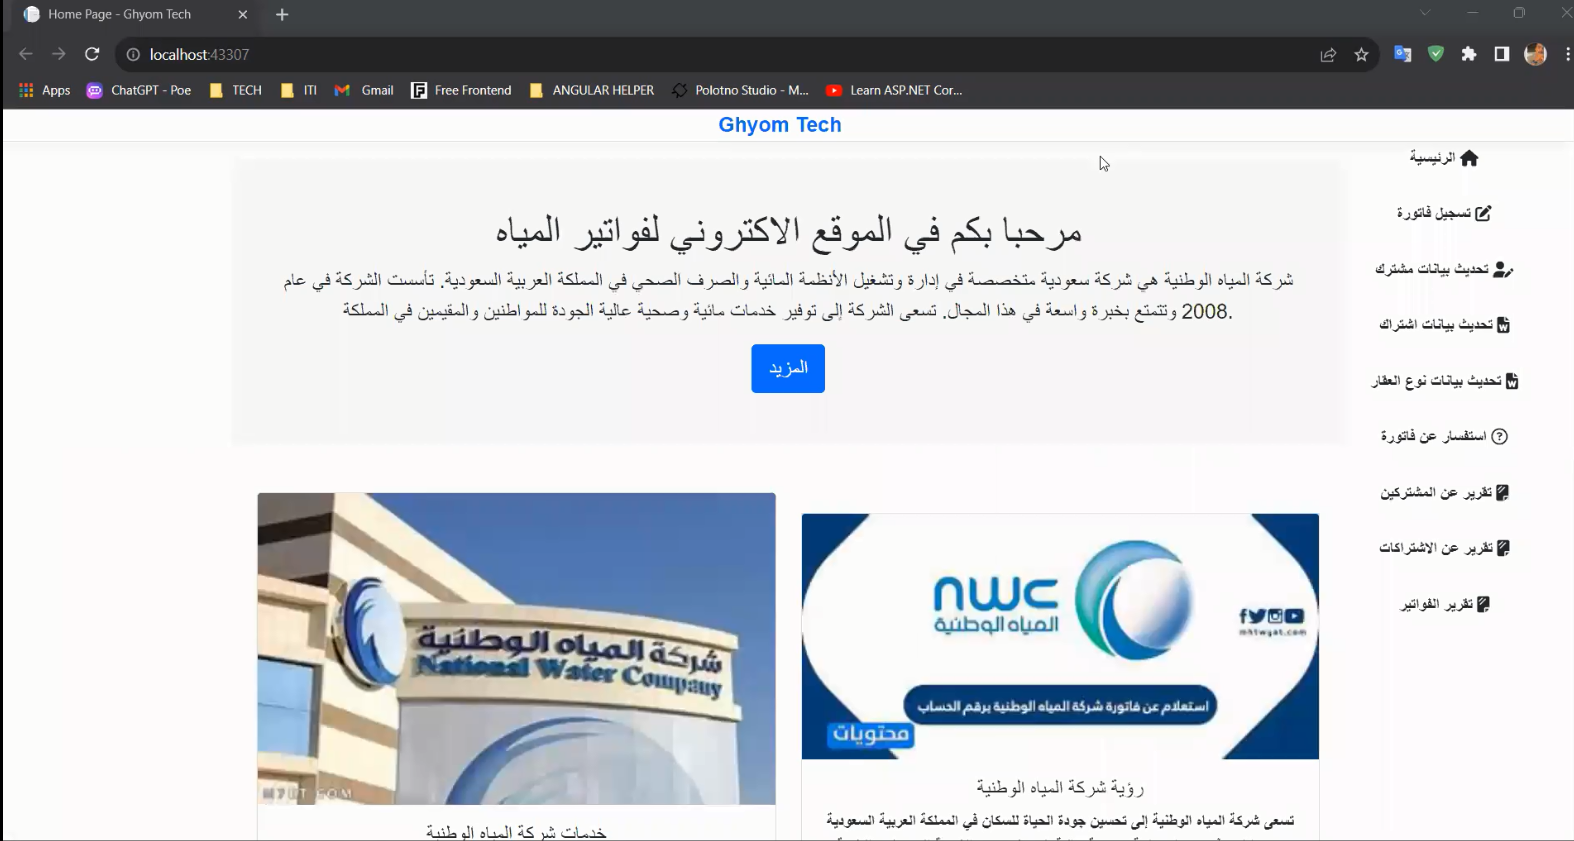 Home Page - Ghyom Tech
localhost:43307
Apps
ChatGPT - Poe
TECH
ITI
Gmail
Free Frontend
ANGULAR HELPER
Polotno Studio - M...
Learn ASP.NET Cor...
Ghyom Tech
الرئيسية
تسجيل فاتورة
تحديث بيانات مشترك
تحديث بيانات اشتراك
تحديث بيانات نوع العقار
استفسار عن فاتورة
تقرير عن المشتركين
تقرير عن الاشتراكات
تقرير الفواتير
مرحبا بكم في الموقع الاكتروني لفواتير المياه
شركة المياه الوطنية هي شركة سعودية متخصصة في إدارة وتشغيل الأنظمة المائية والصرف الصحي في المملكة العربية السعودية. تأسست الشركة في عام
2008 وتتمتع بخبرة واسعة في هذا المجال. تسعى الشركة إلى توفير خدمات مائية وصحية عالية الجودة للمواطنين والمقيمين في المملكة.
المزيد
nwc
المياه الوطنية
mhtwyat.com
استعلام عن فاتورة شركة المياه الوطنية برقم الحساب
محتويات
رؤية شركة المياه الوطنية
تسعى شركة المياه الوطنية إلى تحسين جودة الحياة للسكان في المملكة العربية السعودية
شركة المياه الوطنية
National Water Company
خدمات شركة المياه الوطنية